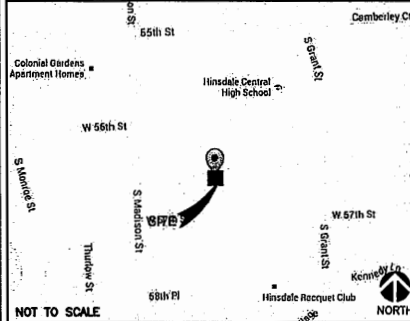 55th St
Camberley Ct
S Grant St
Colonial Gardens
Apartment Homes
Hinsdale Central
High School
W 56th St
S Monroe St
S Madison St
SITE
W 57th St
S Grant St
Thurlow St
Kennedy Ln
58th Pl
Hinsdale Racquet Club
NOT TO SCALE
NORTH